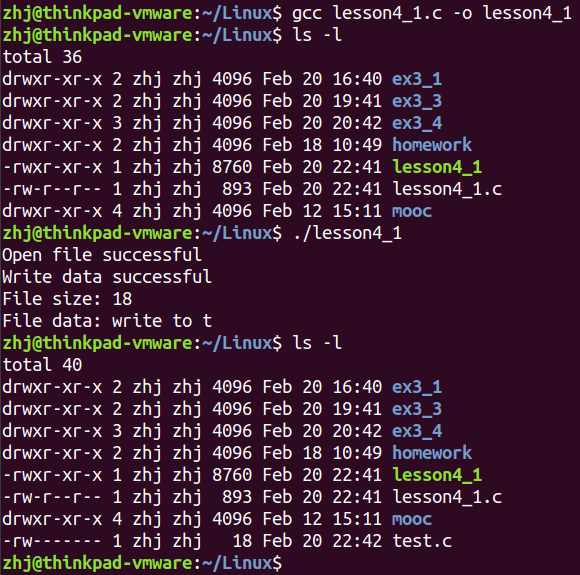 zhj@thinkpad-vmware:~/Linux$ gcc lesson4_1.c -o lesson4_1
zhj@thinkpad-vmware:~/Linux$ ls -l
total 36
drwxr-xr-x 2 zhj zhj 4096 Feb 20 16:40 ex3_1
drwxr-xr-x 2 zhj zhj 4096 Feb 20 19:41 ex3_3
drwxr-xr-x 3 zhj zhj 4096 Feb 20 20:42 ex3_4
drwxr-xr-x 2 zhj zhj 4096 Feb 18 10:49 homework
-rwxr-xr-x 1 zhj zhj 8760 Feb 20 22:41 lesson4_1
-rw-r--r-- 1 zhj zhj  893 Feb 20 22:41 lesson4_1.c
drwxr-xr-x 4 zhj zhj 4096 Feb 12 15:11 mooc
zhj@thinkpad-vmware:~/Linux$ ./lesson4_1
Open file successful
Write data successful
File size: 18
File data: write to t
zhj@thinkpad-vmware:~/Linux$ ls -l
total 40
drwxr-xr-x 2 zhj zhj 4096 Feb 20 16:40 ex3_1
drwxr-xr-x 2 zhj zhj 4096 Feb 20 19:41 ex3_3
drwxr-xr-x 3 zhj zhj 4096 Feb 20 20:42 ex3_4
drwxr-xr-x 2 zhj zhj 4096 Feb 18 10:49 homework
-rwxr-xr-x 1 zhj zhj 8760 Feb 20 22:41 lesson4_1
-rw-r--r-- 1 zhj zhj  893 Feb 20 22:41 lesson4_1.c
drwxr-xr-x 4 zhj zhj 4096 Feb 12 15:11 mooc
-rw------- 1 zhj zhj   18 Feb 20 22:42 test.c
zhj@thinkpad-vmware:~/Linux$